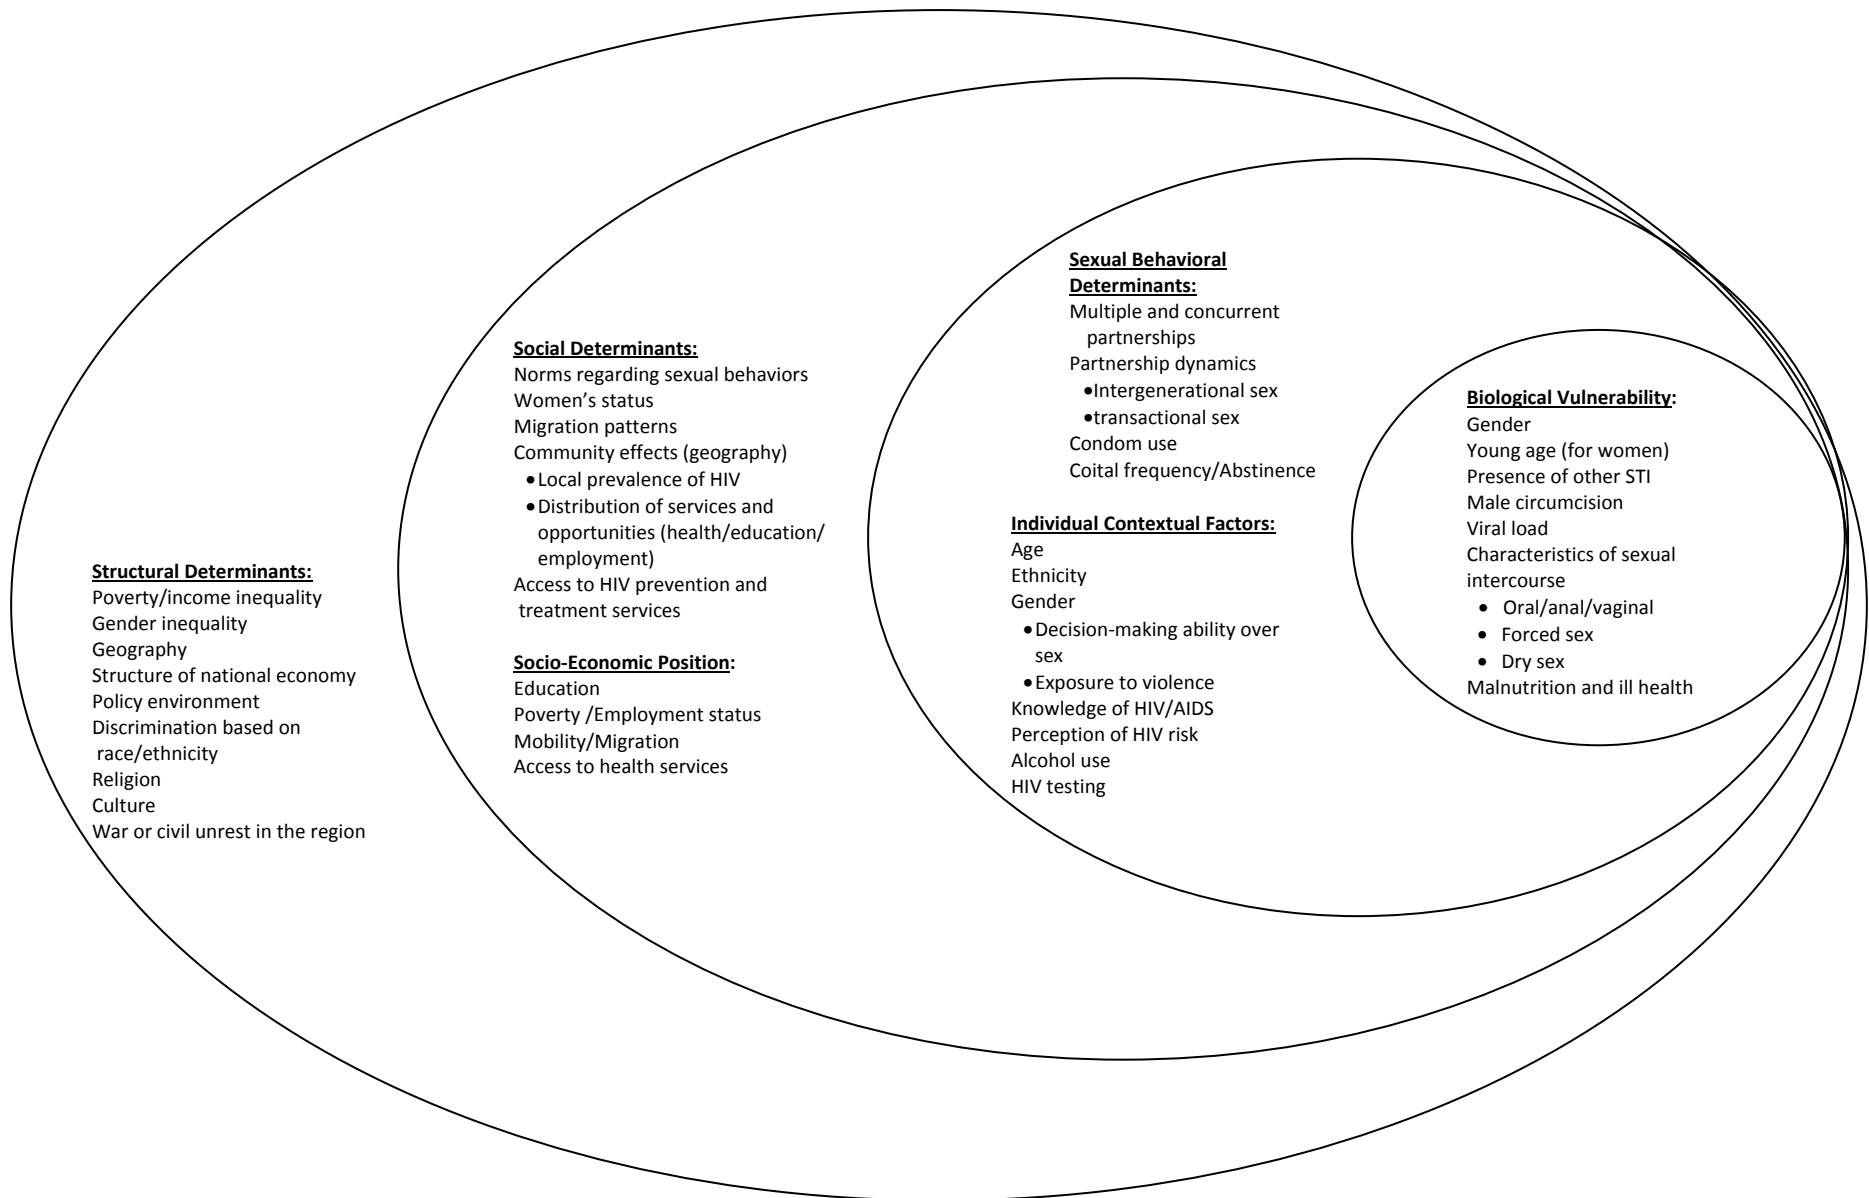 Structural Determinants:
Poverty/income inequality
Gender inequality
Geography
Structure of national economy
Policy environment
Discrimination based on
race/ethnicity
Religion
Culture
War or civil unrest in the region
Social Determinants:
Norms regarding sexual behaviors
Women’s status
Migration patterns
Community effects (geography)
•Local prevalence of HIV
•Distribution of services and
opportunities (health/education/
employment)
Access to HIV prevention and
treatment services
Socio-Economic Position:
Education
Poverty /Employment status
Mobility/Migration
Access to health services
Sexual Behavioral
Determinants:
Multiple and concurrent
partnerships
Partnership dynamics
•Intergenerational sex
•transactional sex
Condom use
Coital frequency/Abstinence
Individual Contextual Factors:
Age
Ethnicity
Gender
•Decision-making ability over
sex
•Exposure to violence
Knowledge of HIV/AIDS
Perception of HIV risk
Alcohol use
HIV testing
Biological Vulnerability:
Gender
Young age (for women)
Presence of other STI
Male circumcision
Viral load
Characteristics of sexual
intercourse
• Oral/anal/vaginal
• Forced sex
• Dry sex
Malnutrition and ill health